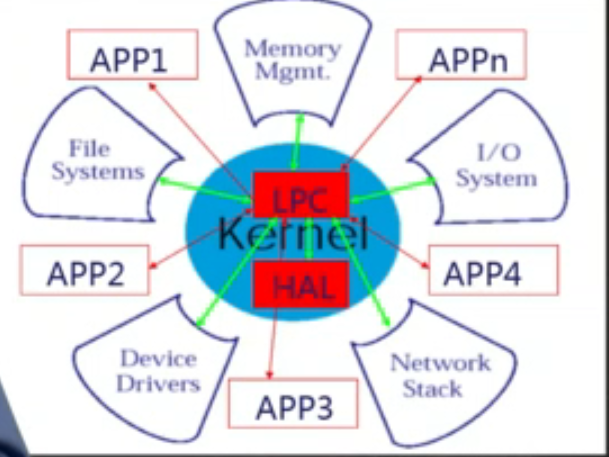 Memory
Mgmt.
APP1
APPn
File
Systems
I/O
System
LPC
Kernel
HAL
APP2
APP4
Device
Drivers
Network
Stack
APP3